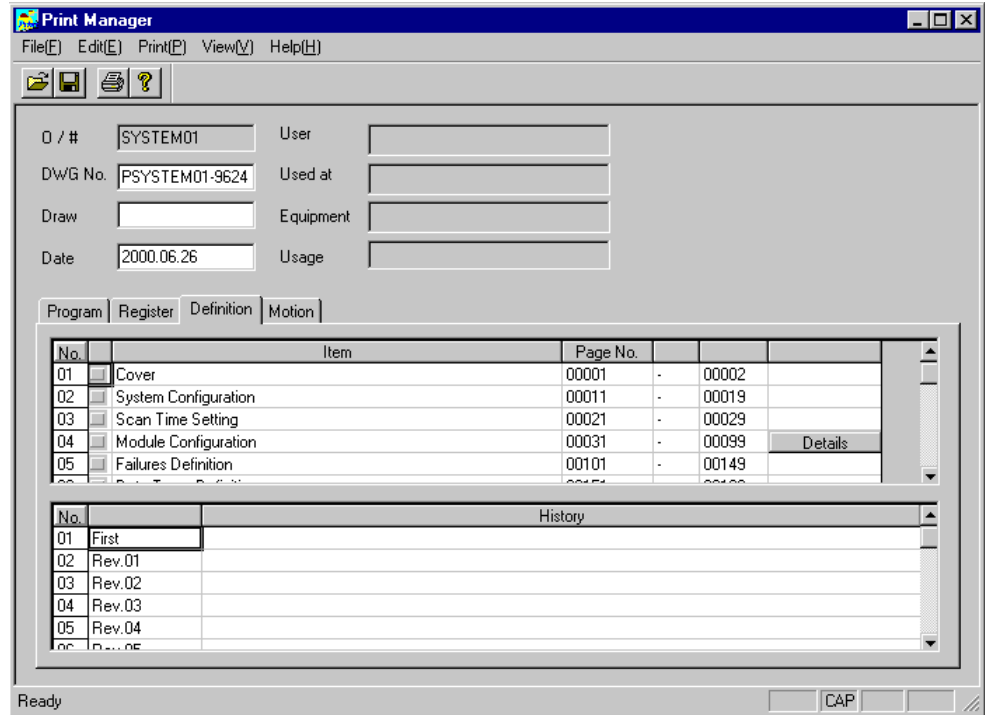 Print Manager
File(F) Edit(E) Print(P) View(V) Help(H)
O / # SYSTEM01 User
DWG No. PSYSTEM01-9624 Used at
Draw Equipment
Date 2000.06.26 Usage
Program Register Definition Motion
No. Item Page No.
01 Cover 00001 - 00002
02 System Configuration 00011 - 00019
03 Scan Time Setting 00021 - 00029
04 Module Configuration 00031 - 00099 Details
05 Failures Definition 00101 - 00149
No. History
01 First
02 Rev.01
03 Rev.02
04 Rev.03
05 Rev.04
Ready CAP